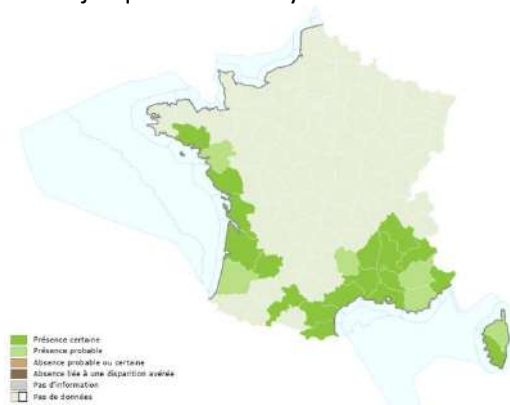 Présence certaine
Présence probable
Absence probable ou certaine
Absence liée à une disparition avérée
Pas d'information
Pas de données